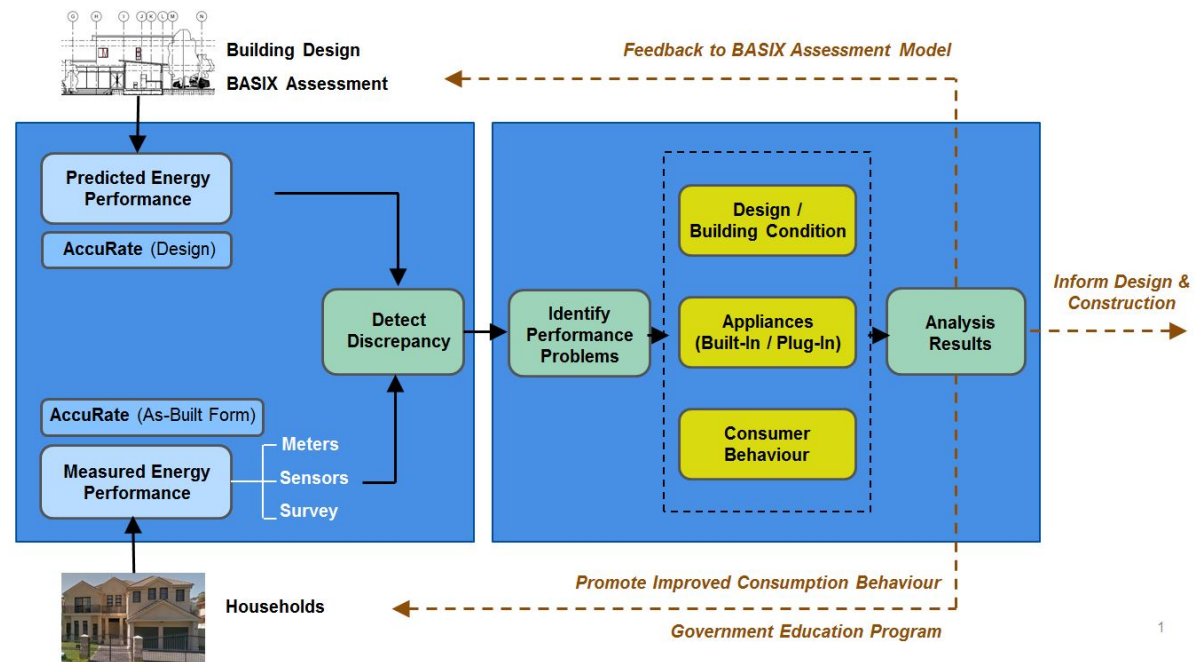 G H I J K L M N
Building Design
BASIX Assessment
Feedback to BASIX Assessment Model
Predicted Energy
Performance
AccuRate (Design)
Detect
Discrepancy
AccuRate (As-Built Form)
Measured Energy
Performance
Meters
Sensors
Survey
Identify
Performance
Problems
Design /
Building Condition
Appliances
(Built-In / Plug-In)
Consumer
Behaviour
Analysis
Results
Inform Design &
Construction
Households
Promote Improved Consumption Behaviour
Government Education Program
1